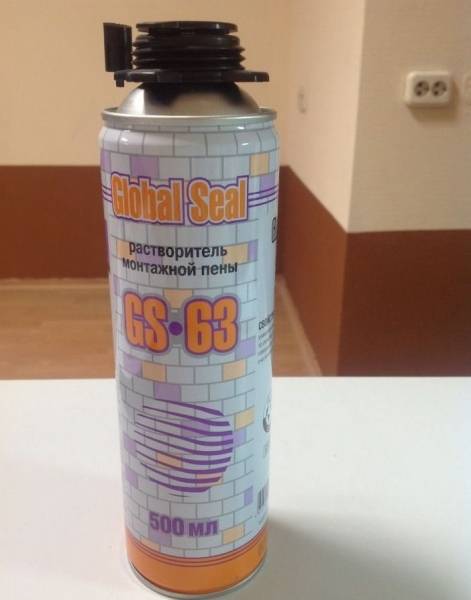 Global Seal
растворитель
монтажной пены
GS·63
500 мл